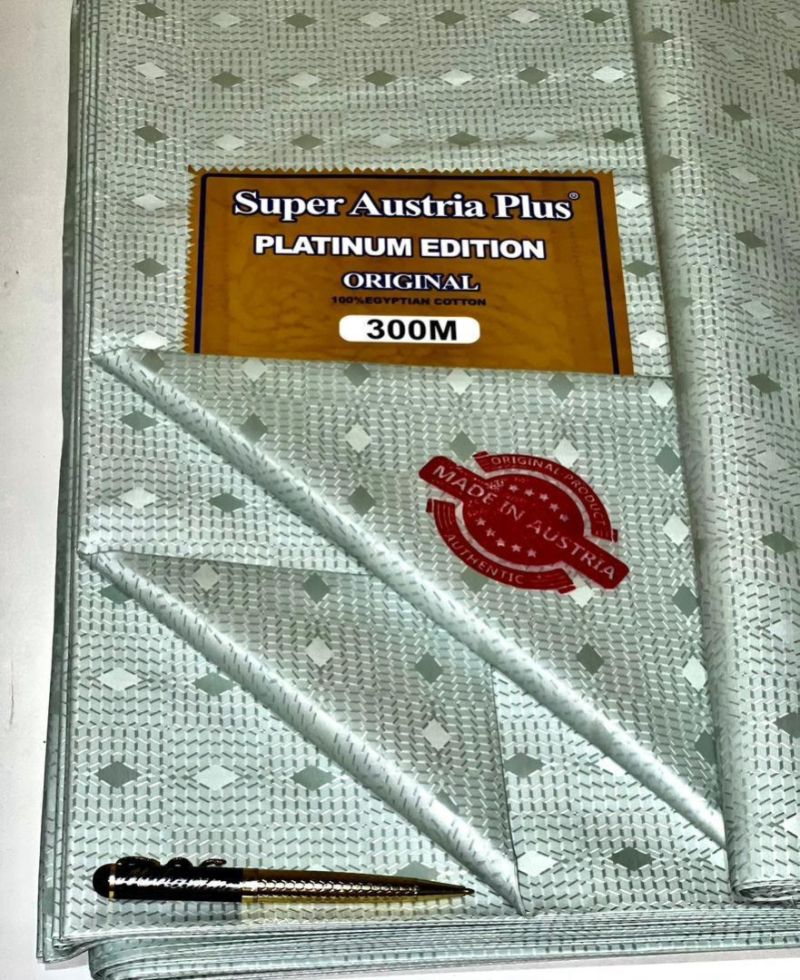 Super Austria Plus®
PLATINUM EDITION
ORIGINAL
100%EGYPTIAN COTTON
300M
ORIGINAL PRODUCT
MADE IN AUSTRIA
AUTHENTIC